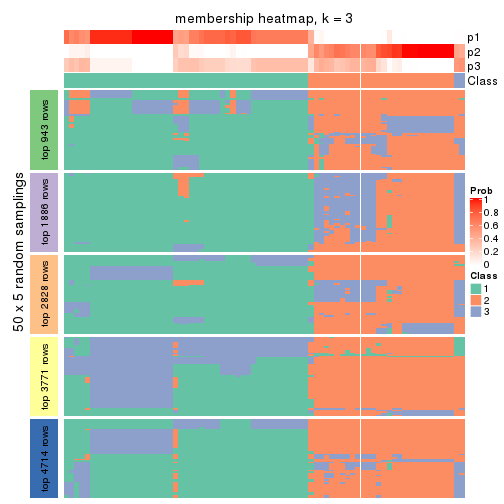 membership heatmap, k = 3
p1
p2
p3
Class
50 x 5 random samplings
top 943 rows
top 1886 rows
top 2828 rows
top 3771 rows
top 4714 rows
Prob
1
0.8
0.6
0.4
0.2
0
Class
1
2
3